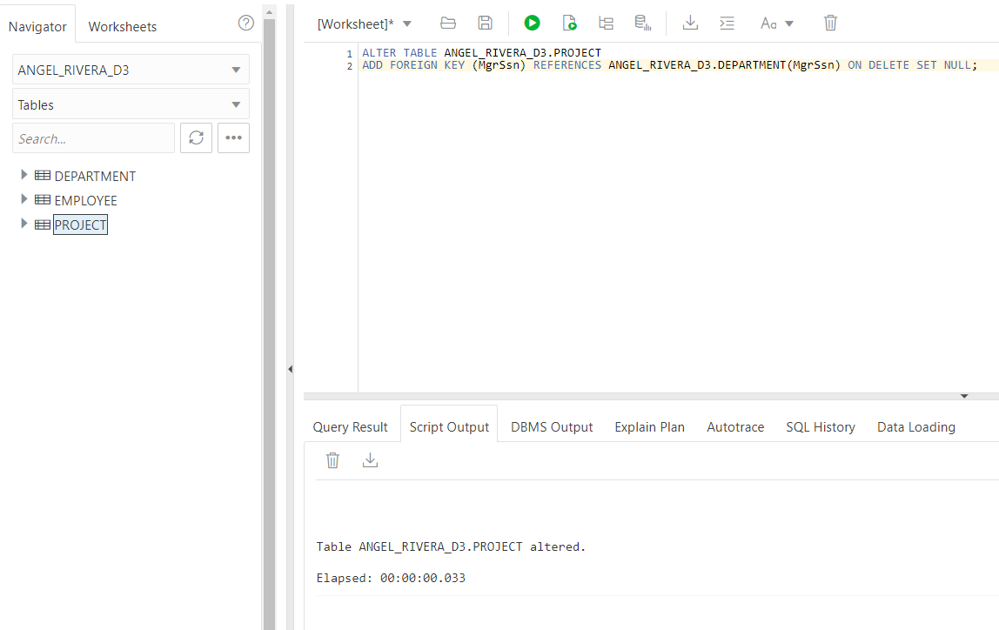 Navigator
Worksheets
?
ANGEL_RIVERA_D3
Tables
Search...
DEPARTMENT
EMPLOYEE
PROJECT
[Worksheet]*
Aa
1 ALTER TABLE ANGEL_RIVERA_D3.PROJECT
2 ADD FOREIGN KEY (MgrSsn) REFERENCES ANGEL_RIVERA_D3.DEPARTMENT(MgrSsn) ON DELETE SET NULL;
Query Result
Script Output
DBMS Output
Explain Plan
Autotrace
SQL History
Data Loading
Table ANGEL_RIVERA_D3.PROJECT altered.
Elapsed: 00:00:00.033